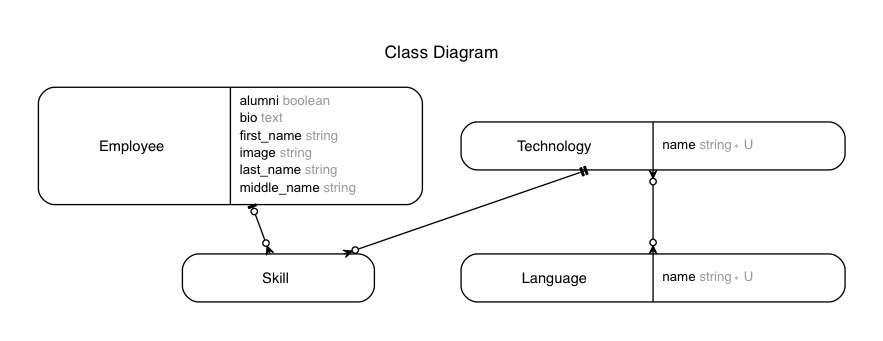 Class Diagram
Employee
alumni boolean
bio text
first_name string
image string
last_name string
middle_name string
Technology
name string * U
Skill
Language
name string * U